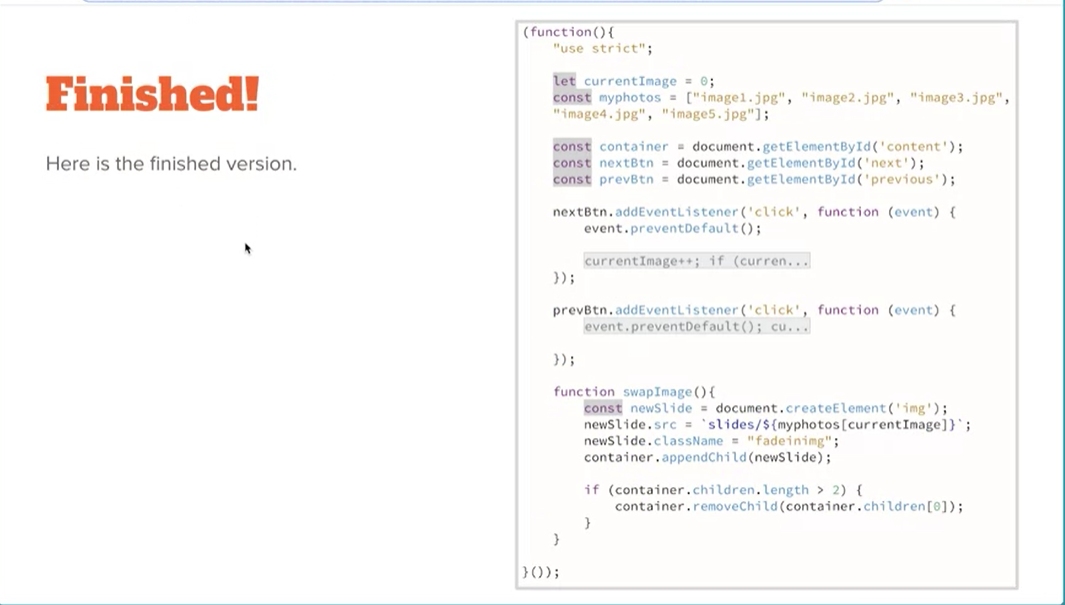 Finished!
Here is the finished version.
(function(){
    "use strict";
    let currentImage = 0;
    const myphotos = ["image1.jpg", "image2.jpg", "image3.jpg",
    "image4.jpg", "image5.jpg"];
    const container = document.getElementById('content');
    const nextBtn = document.getElementById('next');
    const prevBtn = document.getElementById('previous');
    nextBtn.addEventListener('click', function (event) {
        event.preventDefault();
        currentImage++; if (curren...
    });
    prevBtn.addEventListener('click', function (event) {
        event.preventDefault(); cu...
    });
    function swapImage(){
        const newSlide = document.createElement('img');
        newSlide.src = `slides/${myphotos[currentImage]}`;
        newSlide.className = "fadeinimg";
        container.appendChild(newSlide);
        if (container.children.length > 2) {
            container.removeChild(container.children[0]);
        }
    }
}());